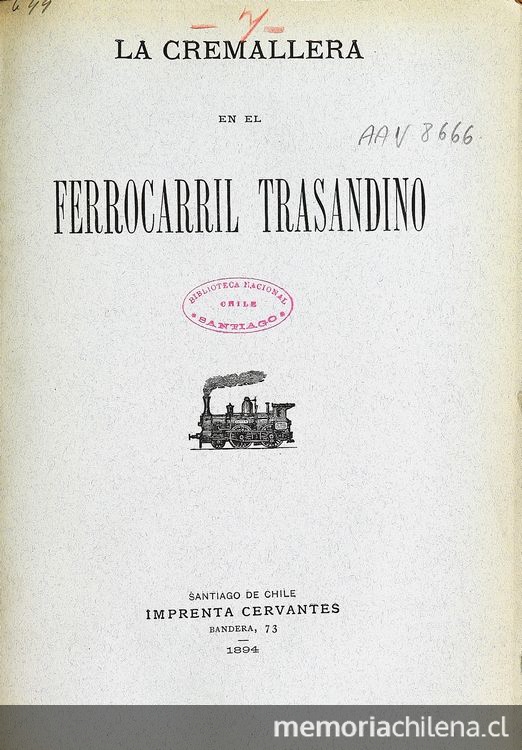 LA CREMALLERA
EN EL
AAN 8666.
FERROCARRIL TRASANDINO
BIBLIOTECA NACIONAL
CHILE
* SANTIAGO *
SANTIAGO DE CHILE
IMPRENTA CERVANTES
BANDERA, 73
1894
memoriachilena.cl